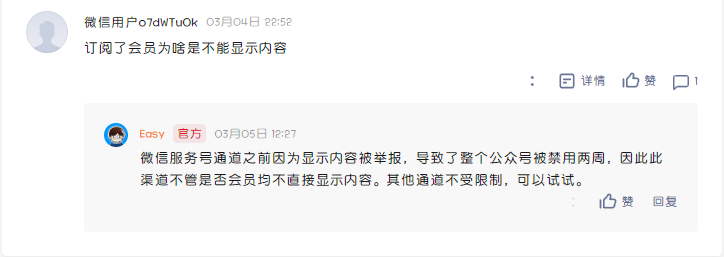 微信用户o7dWTuOk 03月04日 22:52
订阅了会员为啥是不能显示内容
详情 赞 1
Easy 官方 03月05日 12:27
微信服务号通道之前因为显示内容被举报，导致了整个公众号被禁用两周，因此此
渠道不管是否会员均不直接显示内容。其他通道不受限制，可以试试。
赞 回复